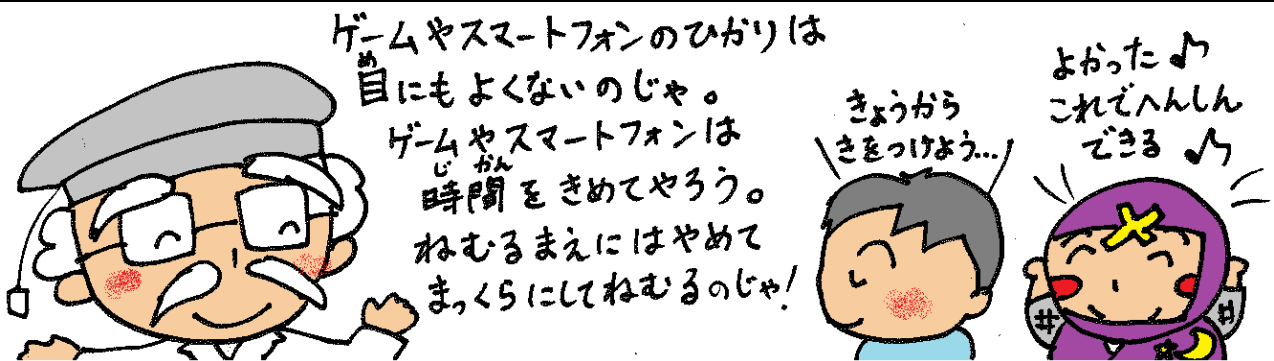 ゲームやスマートフォンのひかりは
目にもよくないのじゃ。
ゲームやスマートフォンは
時間をきめてやろう。
ねむるまえにはやめて
まっくらにしてねむるのじゃ!
きょうから
きをつけよう…
よかった♪
これでへんしん
できる♪